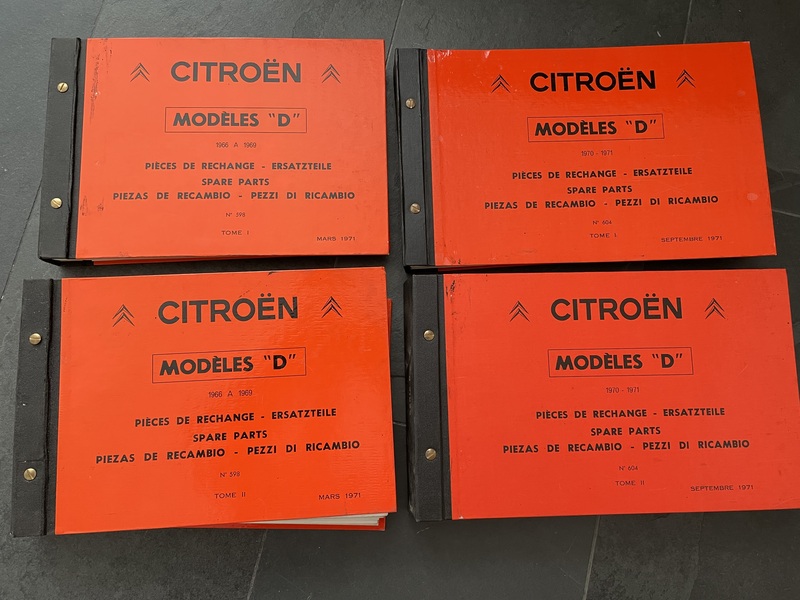 CITROËN
MODÈLES "D"
1966 A 1969
PIÈCES DE RECHANGE - ERSATZTEILE
SPARE PARTS
PIEZAS DE RECAMBIO - PEZZI DI RICAMBIO
N° 598
TOME I
MARS 1971
CITROËN
MODÈLES "D"
1970 - 1971
PIÈCES DE RECHANGE - ERSATZTEILE
SPARE PARTS
PIEZAS DE RECAMBIO - PEZZI DI RICAMBIO
N° 604
TOME I
SEPTEMBRE 1971
CITROËN
MODÈLES "D"
1966 A 1969
PIÈCES DE RECHANGE - ERSATZTEILE
SPARE PARTS
PIEZAS DE RECAMBIO - PEZZI DI RICAMBIO
N° 598
TOME II
MARS 1971
CITROËN
MODÈLES "D"
1970 - 1971
PIÈCES DE RECHANGE - ERSATZTEILE
SPARE PARTS
PIEZAS DE RECAMBIO - PEZZI DI RICAMBIO
N° 604
TOME II
SEPTEMBRE 1971